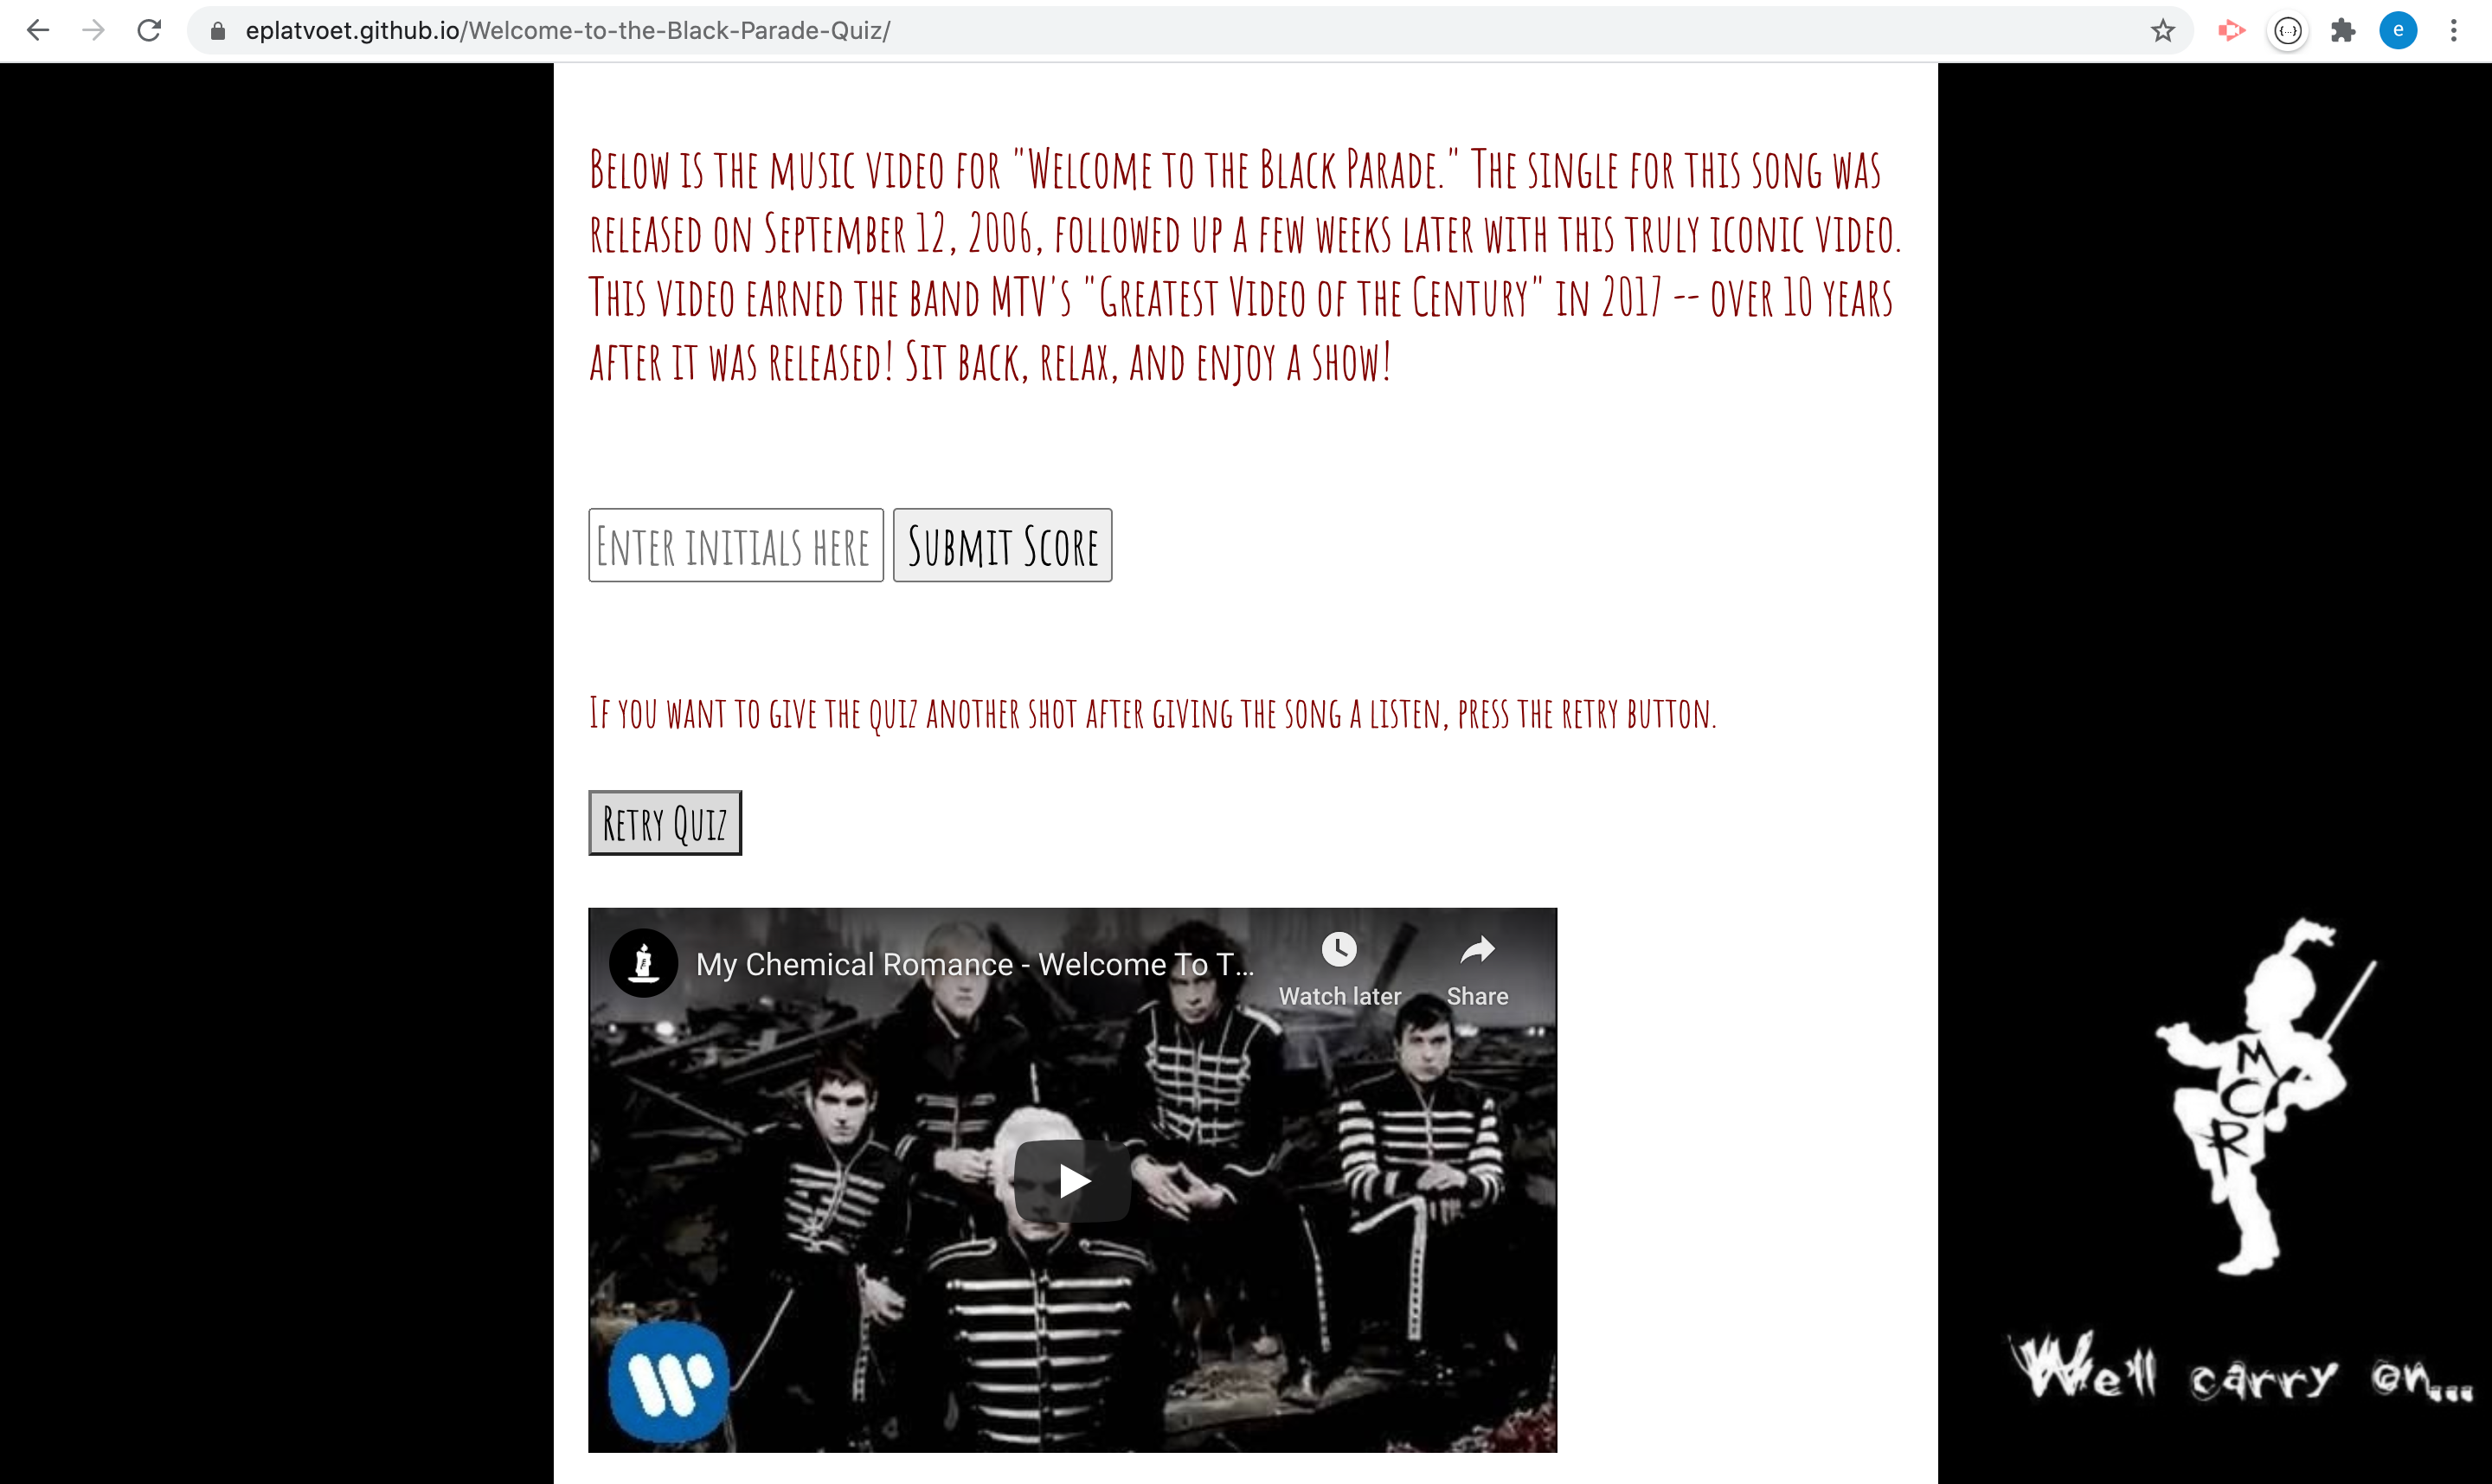 eplatvoet.github.io/Welcome-to-the-Black-Parade-Quiz/
e
Below is the music video for "Welcome to the Black Parade." The single for this song was
released on September 12, 2006, followed up a few weeks later with this truly iconic video.
This video earned the band MTV's "Greatest Video of the Century" in 2017 -- over 10 years
after it was released! Sit back, relax, and enjoy a show!
Enter initials here
Submit Score
If you want to give the quiz another shot after giving the song a listen, press the retry button.
Retry Quiz
My Chemical Romance - Welcome To T...
Watch later
Share
M
C
R
We'll carry on...